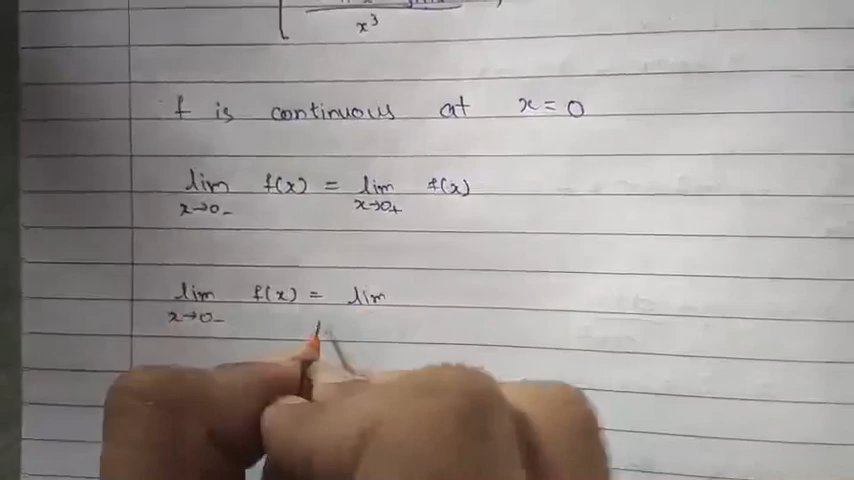 x³
f is continuous at x = 0
lim f(x) = lim f(x)
x→0₋ x→0₊
lim f(x) = lim
x→0₋